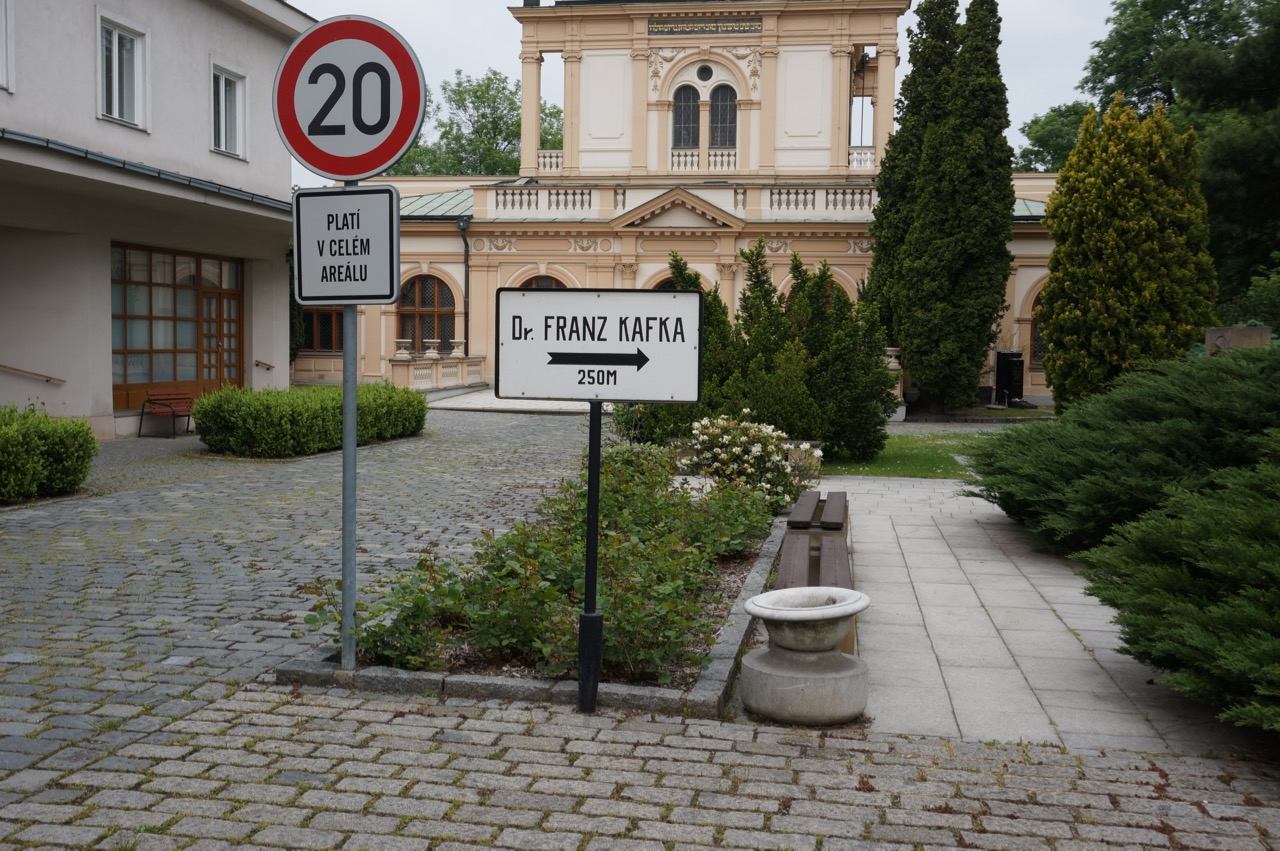 20
PLATÍ
V CELÉM
AREÁLU
Dr. FRANZ KAFKA
250M